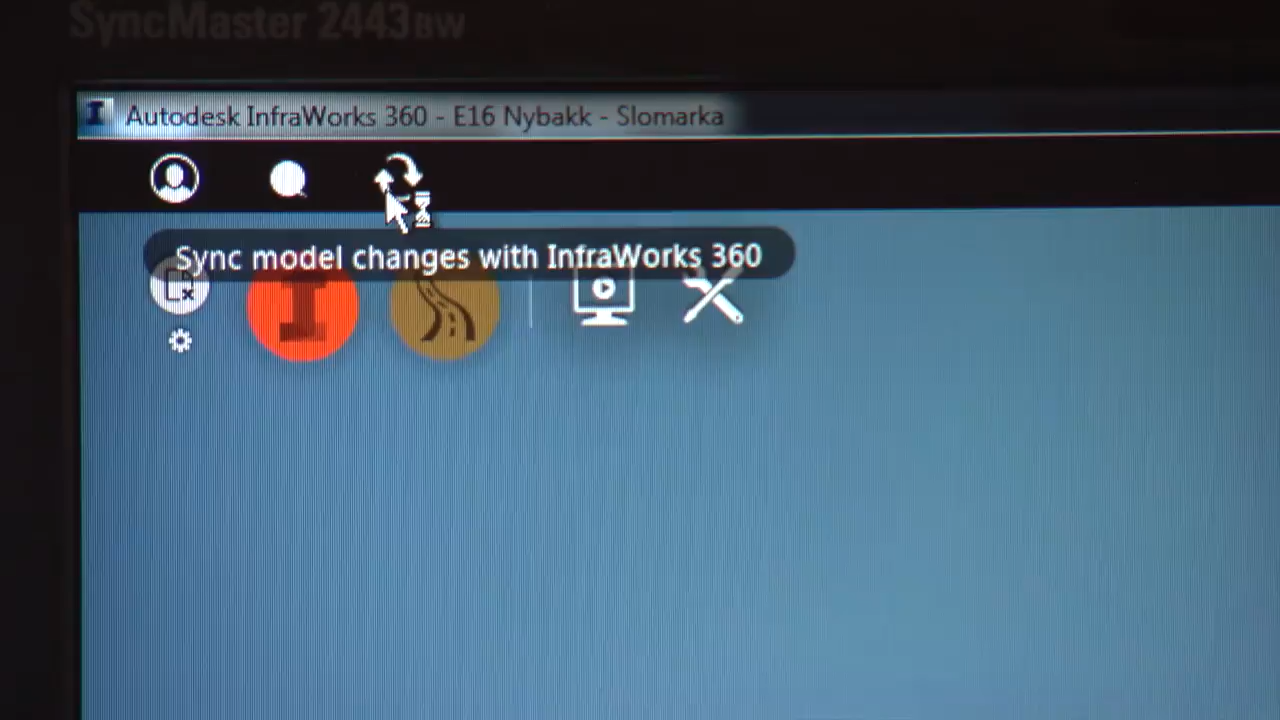 SyncMaster 2443BW
Autodesk InfraWorks 360 - E16 Nybakk - Slomarka
Sync model changes with InfraWorks 360